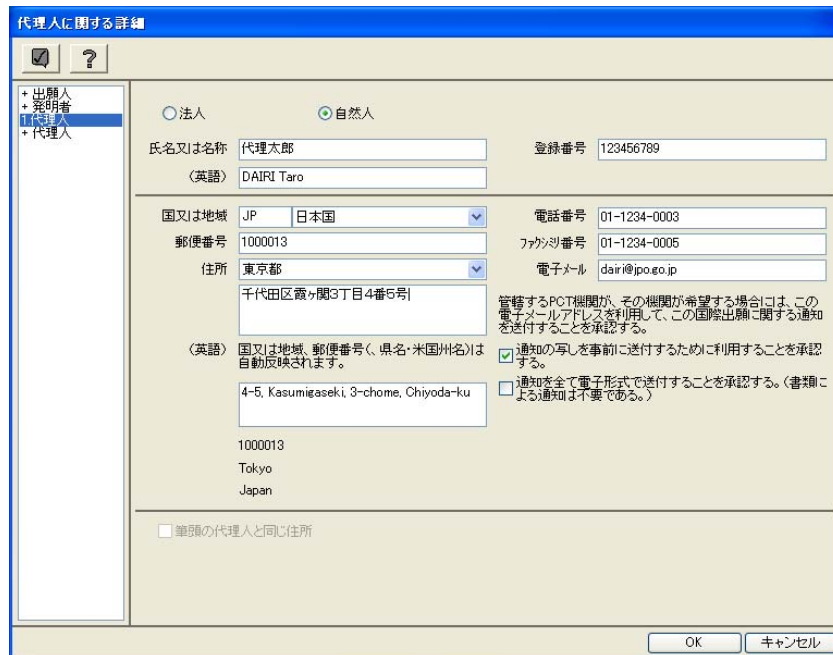 代理人に関する詳細
?
+ 出願人
+ 発明者
1.代理人
+ 代理人
法人
自然人
氏名又は名称
代理太郎
登録番号
123456789
(英語)
DAIRI Taro
国又は地域
JP
日本国
電話番号
01-1234-0003
郵便番号
1000013
ファクシミリ番号
01-1234-0005
住所
東京都
電子メール
dairi@jpo.go.jp
千代田区霞ヶ関3丁目4番5号
管轄するPCT機関が、その機関が希望する場合には、この
電子メールアドレスを利用して、この国際出願に関する通知
を送付することを承認する。
(英語)
国又は地域、郵便番号(、県名・米国州名)は
自動反映されます。
通知の写しを事前に送付するために利用することを承認
する。
通知を全て電子形式で送付することを承認する。(書類に
よる通知は不要である。)
4-5, Kasumigaseki, 3-chome, Chiyoda-ku
1000013
Tokyo
Japan
筆頭の代理人と同じ住所
OK
キャンセル